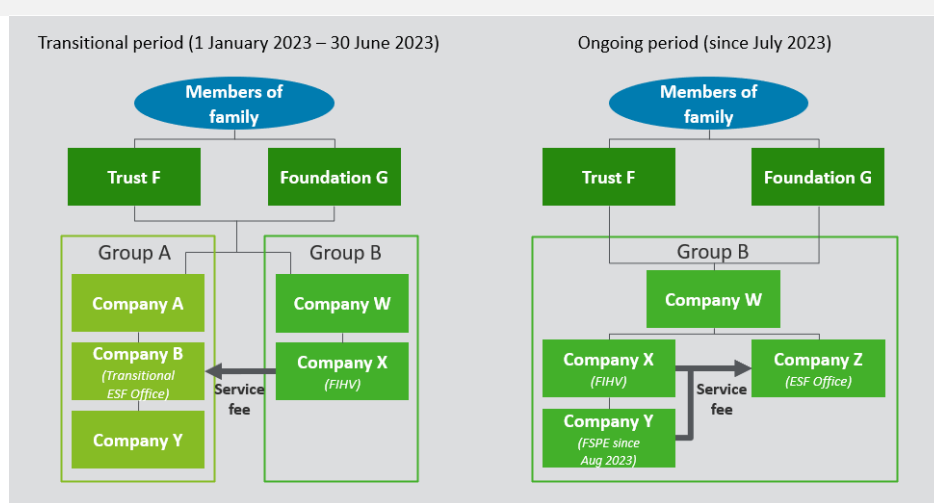 Transitional period (1 January 2023 – 30 June 2023)
Members of
family
Trust F
Foundation G
Group A
Group B
Company A
Company W
Company B
(Transitional
ESF Office)
Company X
(FIHV)
Service
fee
Company Y
Ongoing period (since July 2023)
Members of
family
Trust F
Foundation G
Group B
Company W
Company X
(FIHV)
Company Z
(ESF Office)
Service
fee
Company Y
(FSPE since
Aug 2023)